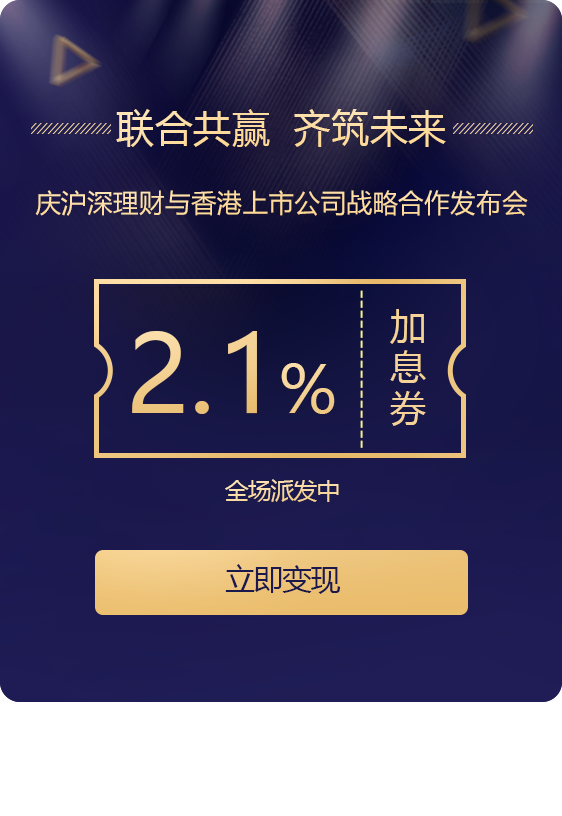 联合共赢 齐筑未来
庆沪深理财与香港上市公司战略合作发布会
2.1%
加息券
全场派发中
立即变现